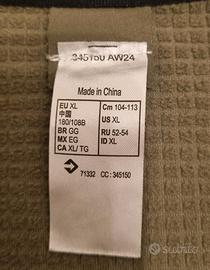 345150 AW24
Made in China
EU XL
中国
180/108B
BR GG
MX EG
CA XL/TG
Cm 104-113
US XL
RU 52-54
ID XL
71332 CC : 345150
Subito